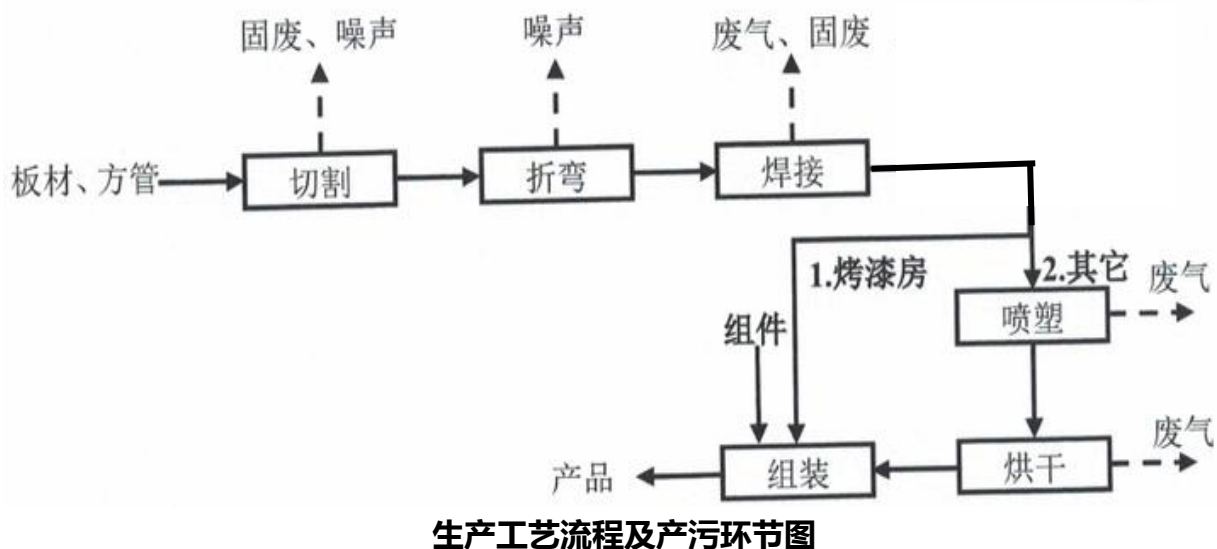 固废、噪声
噪声
废气、固废
板材、方管
切割
折弯
焊接
1.烤漆房
2.其它
废气
喷塑
组件
废气
产品
组装
烘干
生产工艺流程及产污环节图